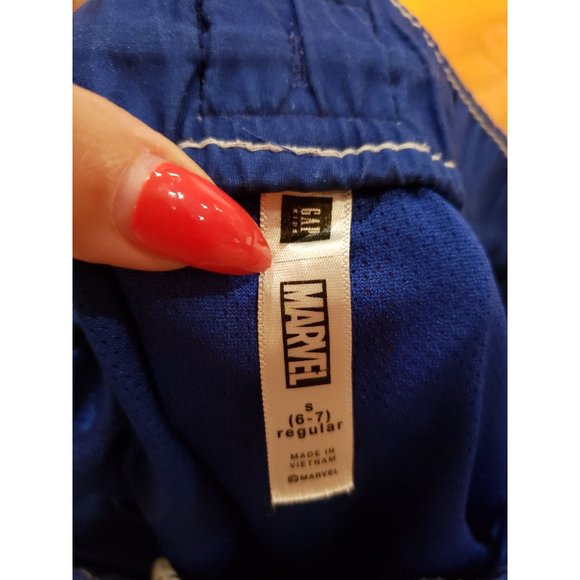 GAP
KIDS
MARVEL
S
(6-7)
regular
MADE IN
VIETNAM
© MARVEL